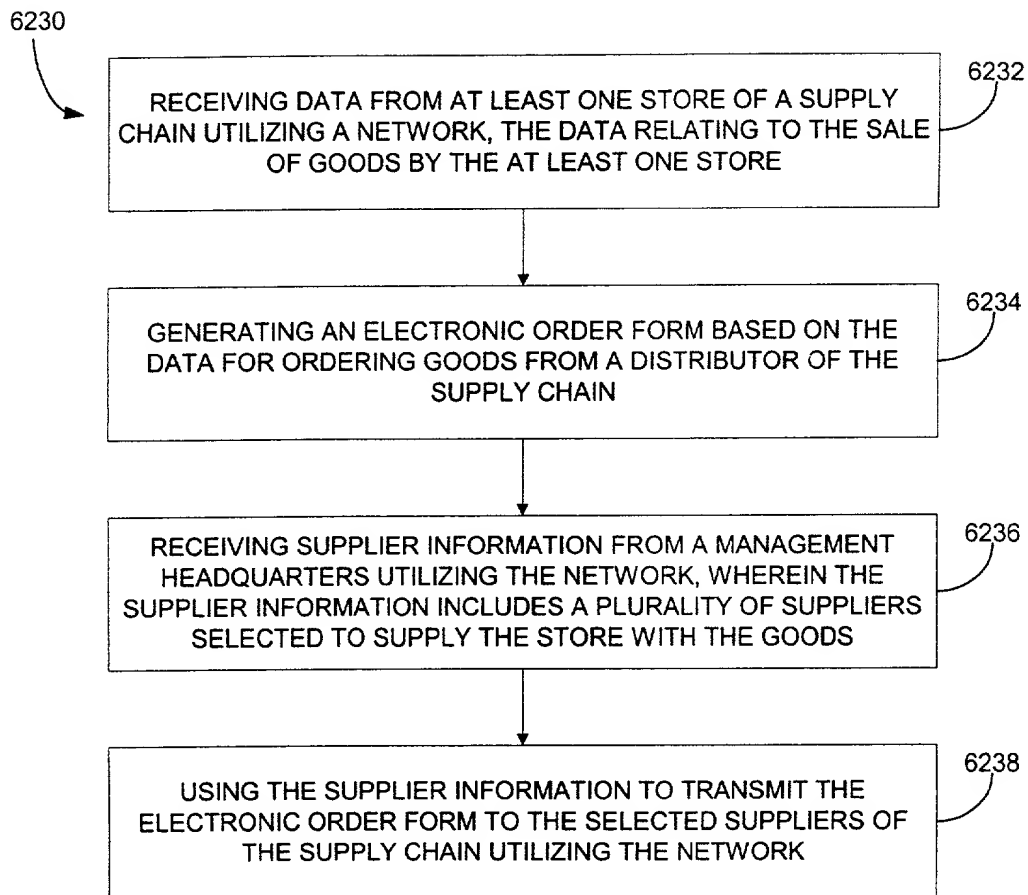 6230
6232
RECEIVING DATA FROM AT LEAST ONE STORE OF A SUPPLY
CHAIN UTILIZING A NETWORK, THE DATA RELATING TO THE SALE
OF GOODS BY THE AT LEAST ONE STORE
6234
GENERATING AN ELECTRONIC ORDER FORM BASED ON THE
DATA FOR ORDERING GOODS FROM A DISTRIBUTOR OF THE
SUPPLY CHAIN
6236
RECEIVING SUPPLIER INFORMATION FROM A MANAGEMENT
HEADQUARTERS UTILIZING THE NETWORK, WHEREIN THE
SUPPLIER INFORMATION INCLUDES A PLURALITY OF SUPPLIERS
SELECTED TO SUPPLY THE STORE WITH THE GOODS
6238
USING THE SUPPLIER INFORMATION TO TRANSMIT THE
ELECTRONIC ORDER FORM TO THE SELECTED SUPPLIERS OF
THE SUPPLY CHAIN UTILIZING THE NETWORK